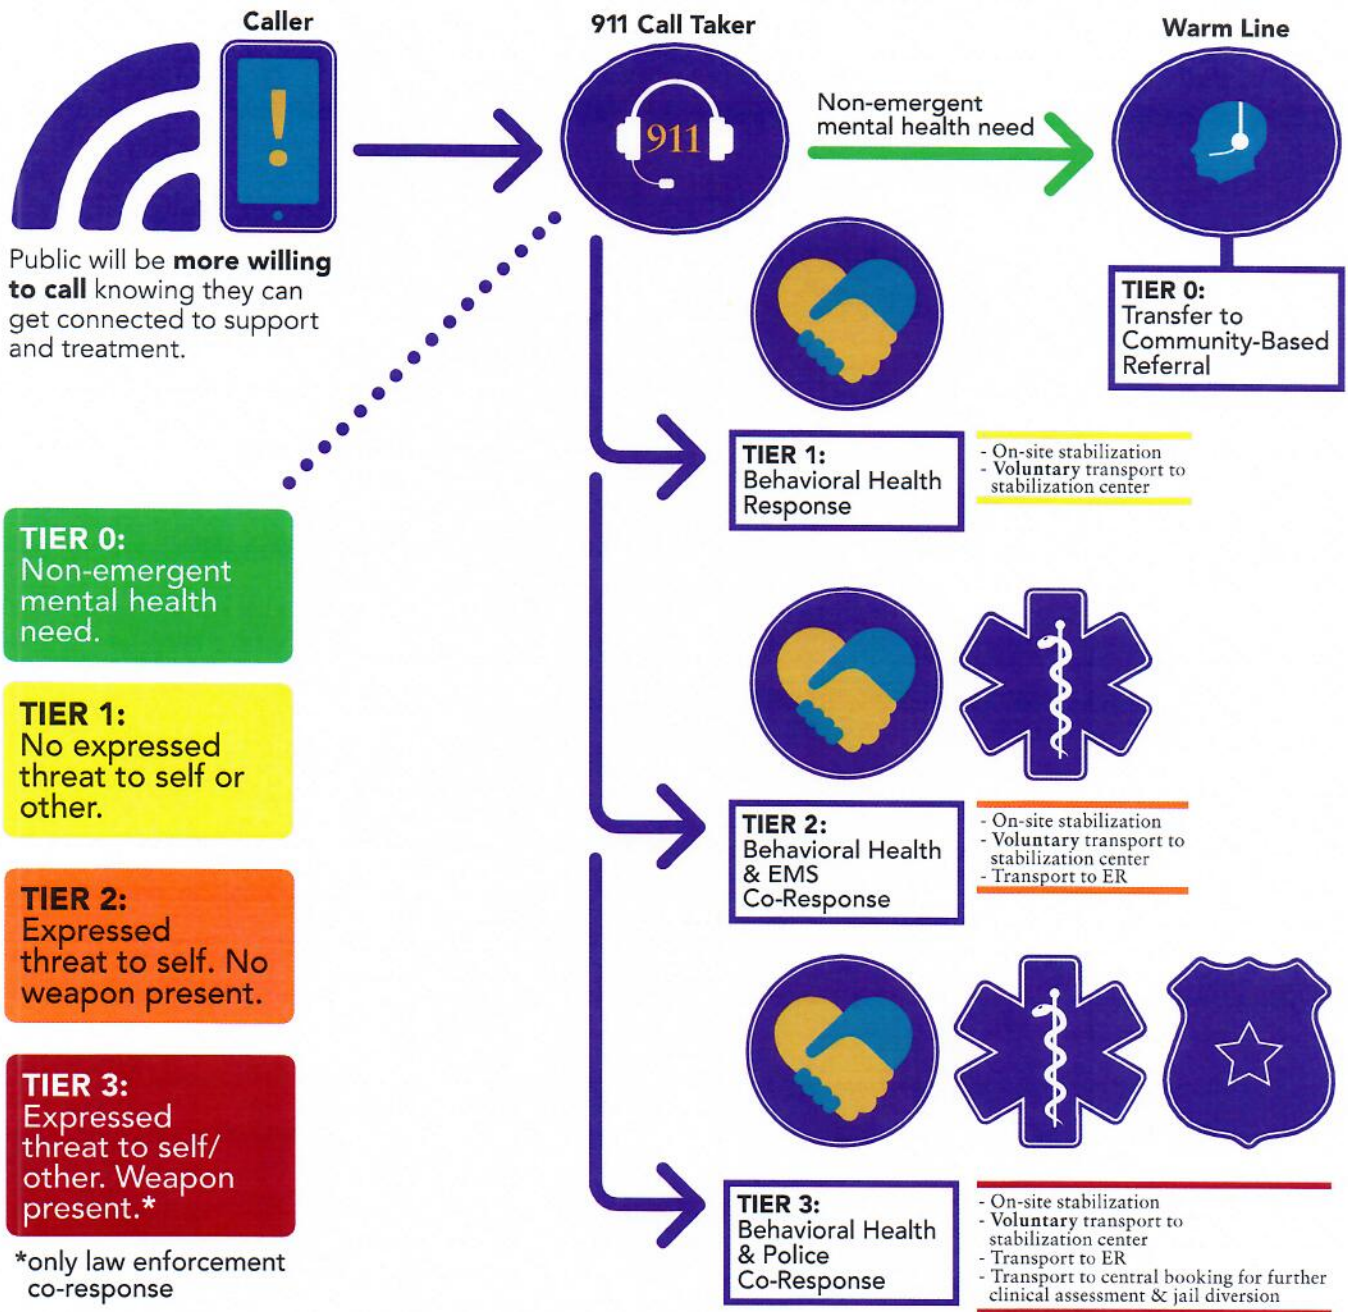 Caller
911 Call Taker
Warm Line
911
Non-emergent
mental health need
Public will be more willing
to call knowing they can
get connected to support
and treatment.
TIER 0:
Transfer to
Community-Based
Referral
TIER 1:
Behavioral Health
Response
- On-site stabilization
- Voluntary transport to
stabilization center
TIER 0:
Non-emergent
mental health
need.
TIER 1:
No expressed
threat to self or
other.
TIER 2:
Expressed
threat to self. No
weapon present.
TIER 3:
Expressed
threat to self/
other. Weapon
present.*
*only law enforcement
co-response
TIER 2:
Behavioral Health
& EMS
Co-Response
- On-site stabilization
- Voluntary transport to
stabilization center
- Transport to ER
TIER 3:
Behavioral Health
& Police
Co-Response
- On-site stabilization
- Voluntary transport to
stabilization center
- Transport to ER
- Transport to central booking for further
clinical assessment & jail diversion